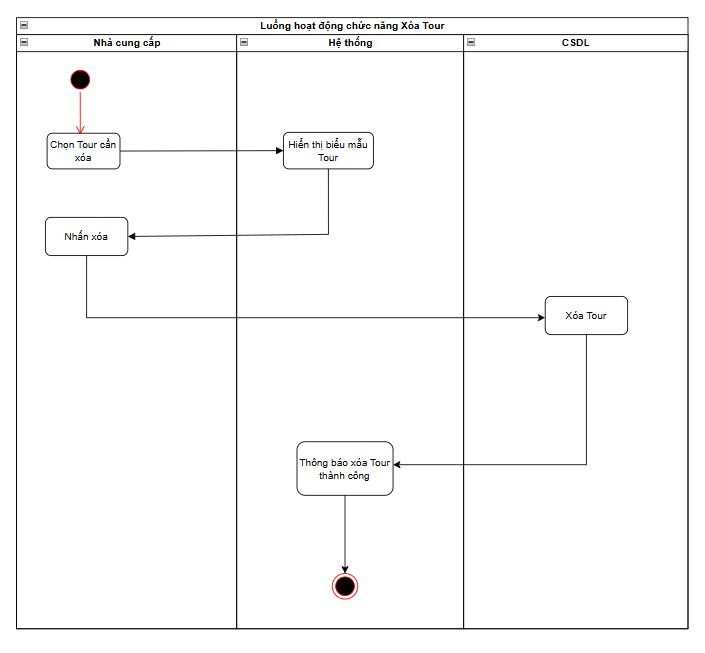 Luồng hoạt động chức năng Xóa Tour
Nhà cung cấp
Hệ thống
CSDL
Chọn Tour cần
xóa
Hiển thị biểu mẫu
Tour
Nhấn xóa
Xóa Tour
Thông báo xóa Tour
thành công